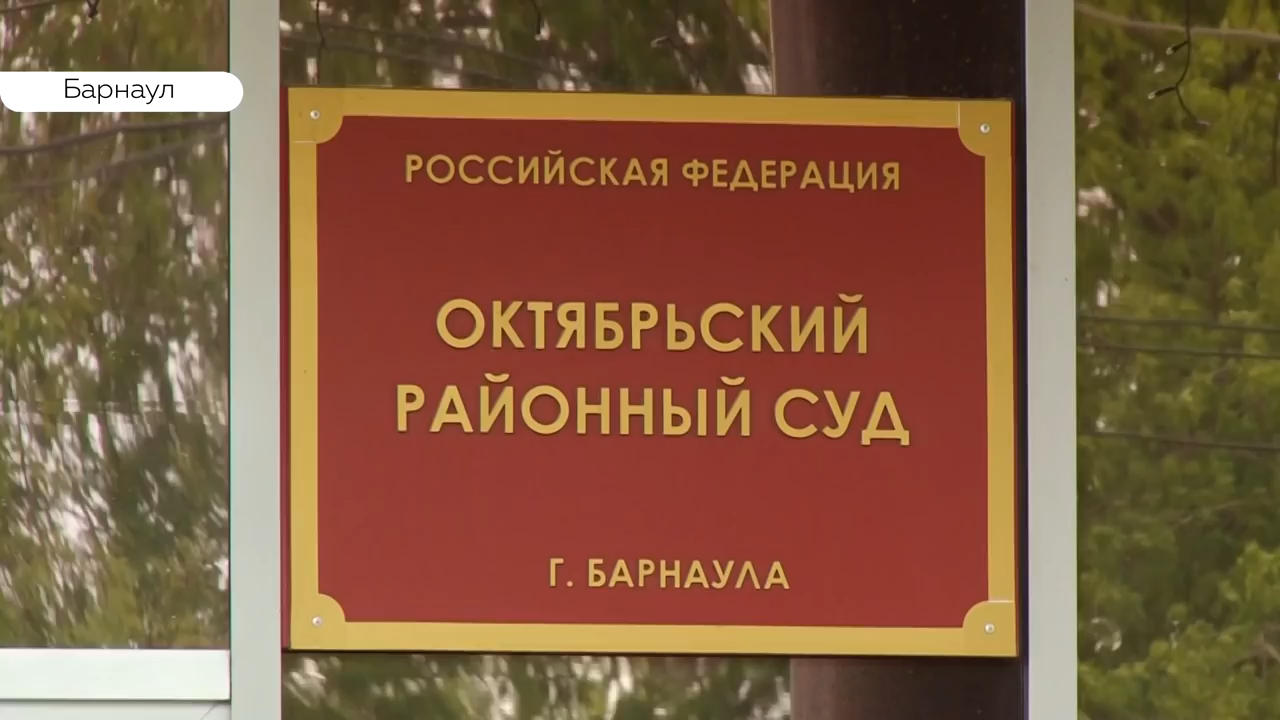 Барнаул
РОССИЙСКАЯ ФЕДЕРАЦИЯ
ОКТЯБРЬСКИЙ
РАЙОННЫЙ СУД
Г. БАРНАУЛА